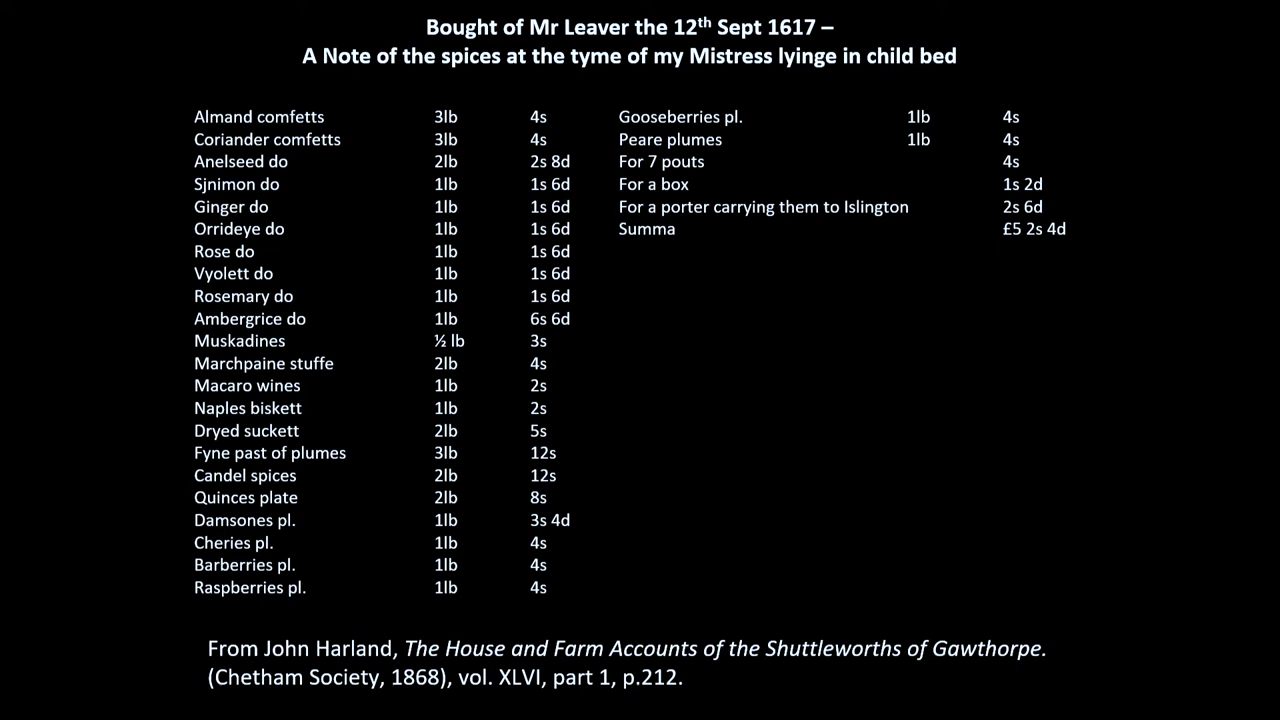 Bought of Mr Leaver the 12th Sept 1617 –
A Note of the spices at the tyme of my Mistress lyinge in child bed
Almand comfetts 3lb 4s
Coriander comfetts 3lb 4s
Anelseed do 2lb 2s 8d
Sjnimon do 1lb 1s 6d
Ginger do 1lb 1s 6d
Orrideye do 1lb 1s 6d
Rose do 1lb 1s 6d
Vyolett do 1lb 1s 6d
Rosemary do 1lb 1s 6d
Ambergrice do 1lb 6s 6d
Muskadines ½ lb 3s
Marchpaine stuffe 2lb 4s
Macaro wines 1lb 2s
Naples biskett 1lb 2s
Dryed suckett 2lb 5s
Fyne past of plumes 3lb 12s
Candel spices 2lb 12s
Quinces plate 2lb 8s
Damsones pl. 1lb 3s 4d
Cheries pl. 1lb 4s
Barberries pl. 1lb 4s
Raspberries pl. 1lb 4s
Gooseberries pl. 1lb 4s
Peare plumes 1lb 4s
For 7 pouts 4s
For a box 1s 2d
For a porter carrying them to Islington 2s 6d
Summa £5 2s 4d
From John Harland, The House and Farm Accounts of the Shuttleworths of Gawthorpe.
(Chetham Society, 1868), vol. XLVI, part 1, p.212.